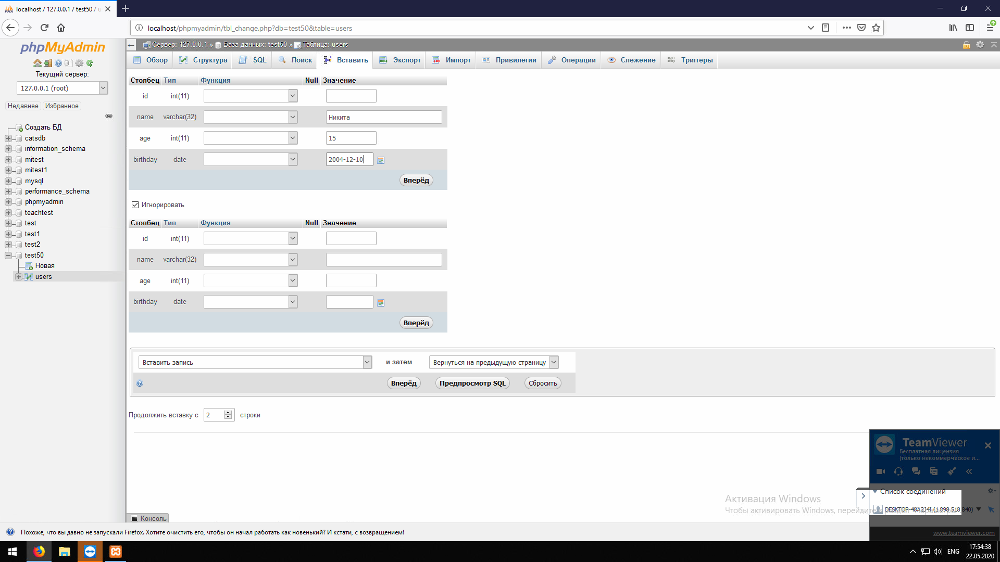 localhost / 127.0.0.1 / test50 / u
localhost/phpmyadmin/tbl_change.php?db=test50&table=users
phpMyAdmin
Текущий сервер:
127.0.0.1 (root)
Недавнее Избранное
Создать БД
catsdb
information_schema
mitest
mitest1
mysql
performance_schema
phpmyadmin
teachtest
test
test1
test2
test50
Новая
users
Сервер: 127.0.0.1 » База данных: test50 » Таблица: users
Обзор Структура SQL Поиск Вставить Экспорт Импорт Привилегии Операции Слежение Триггеры
Столбец Тип Функция Null Значение
id int(11)
name varchar(32) Никита
age int(11) 15
birthday date 2004-12-10
Вперёд
Игнорировать
Столбец Тип Функция Null Значение
id int(11)
name varchar(32)
age int(11)
birthday date
Вперёд
Вставить запись и затем Вернуться на предыдущую страницу
Вперёд Предпросмотр SQL Сбросить
Продолжить вставку с 2 строки
Консоль
TeamViewer
Бесплатная лицензия
(только некоммерческое и...
Список соединений
DESKTOP-48A2J4I (1 898 518 840)
www.teamviewer.com
Активация Windows
Чтобы активировать Windows, перейдите в раздел "Параметры".
Похоже, что вы давно не запускали Firefox. Хотите очистить его, чтобы он начал работать как новенький? И кстати, с возвращением!
ENG
17:54:38
22.05.2020